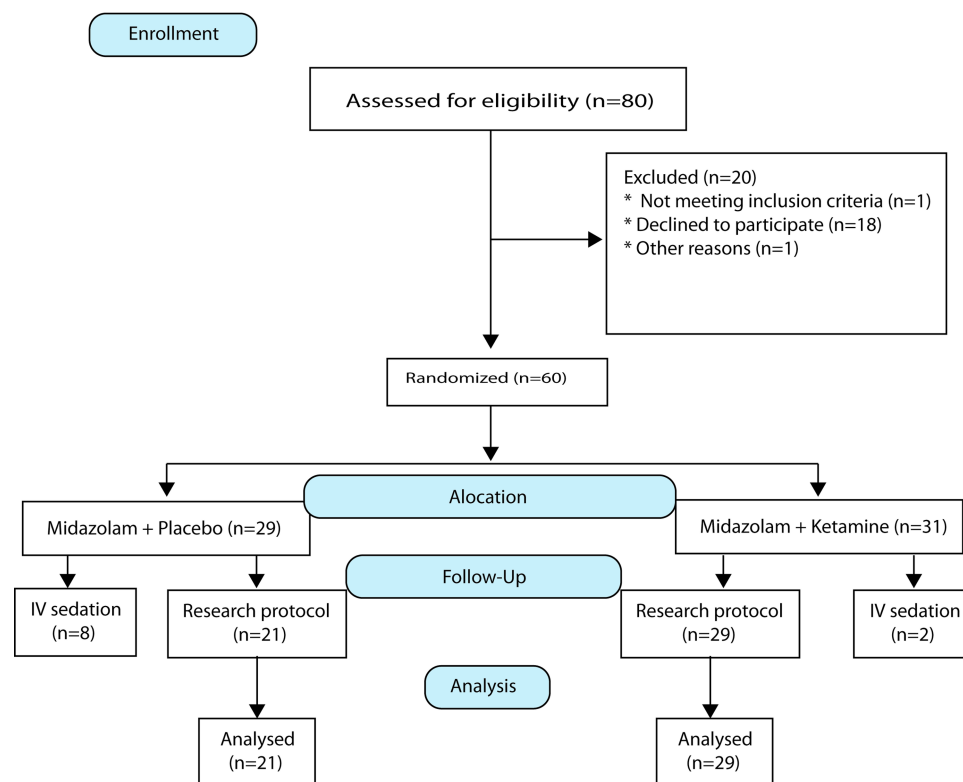 Enrollment
Assessed for eligibility (n=80)
Excluded (n=20)
* Not meeting inclusion criteria (n=1)
* Declined to participate (n=18)
* Other reasons (n=1)
Randomized (n=60)
Alocation
Midazolam + Placebo (n=29)
Midazolam + Ketamine (n=31)
Follow-Up
IV sedation
(n=8)
Research protocol
(n=21)
Research protocol
(n=29)
IV sedation
(n=2)
Analysis
Analysed
(n=21)
Analysed
(n=29)